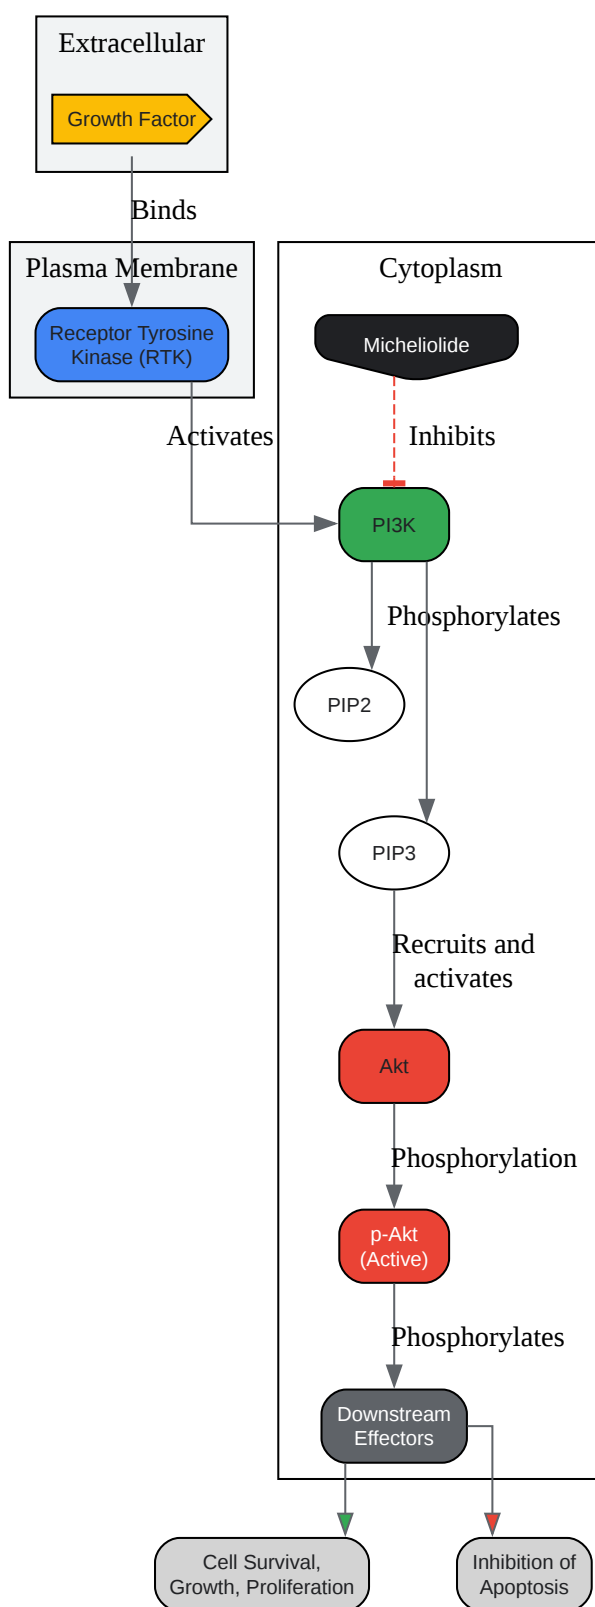 Extracellular
Growth Factor
Binds
Plasma Membrane
Cytoplasm
Receptor Tyrosine
Kinase (RTK)
Micheliolide
Activates
Inhibits
PI3K
Phosphorylates
PIP2
PIP3
Recruits and
activates
Akt
Phosphorylation
p-Akt
(Active)
Phosphorylates
Downstream
Effectors
Cell Survival,
Growth, Proliferation
Inhibition of
Apoptosis